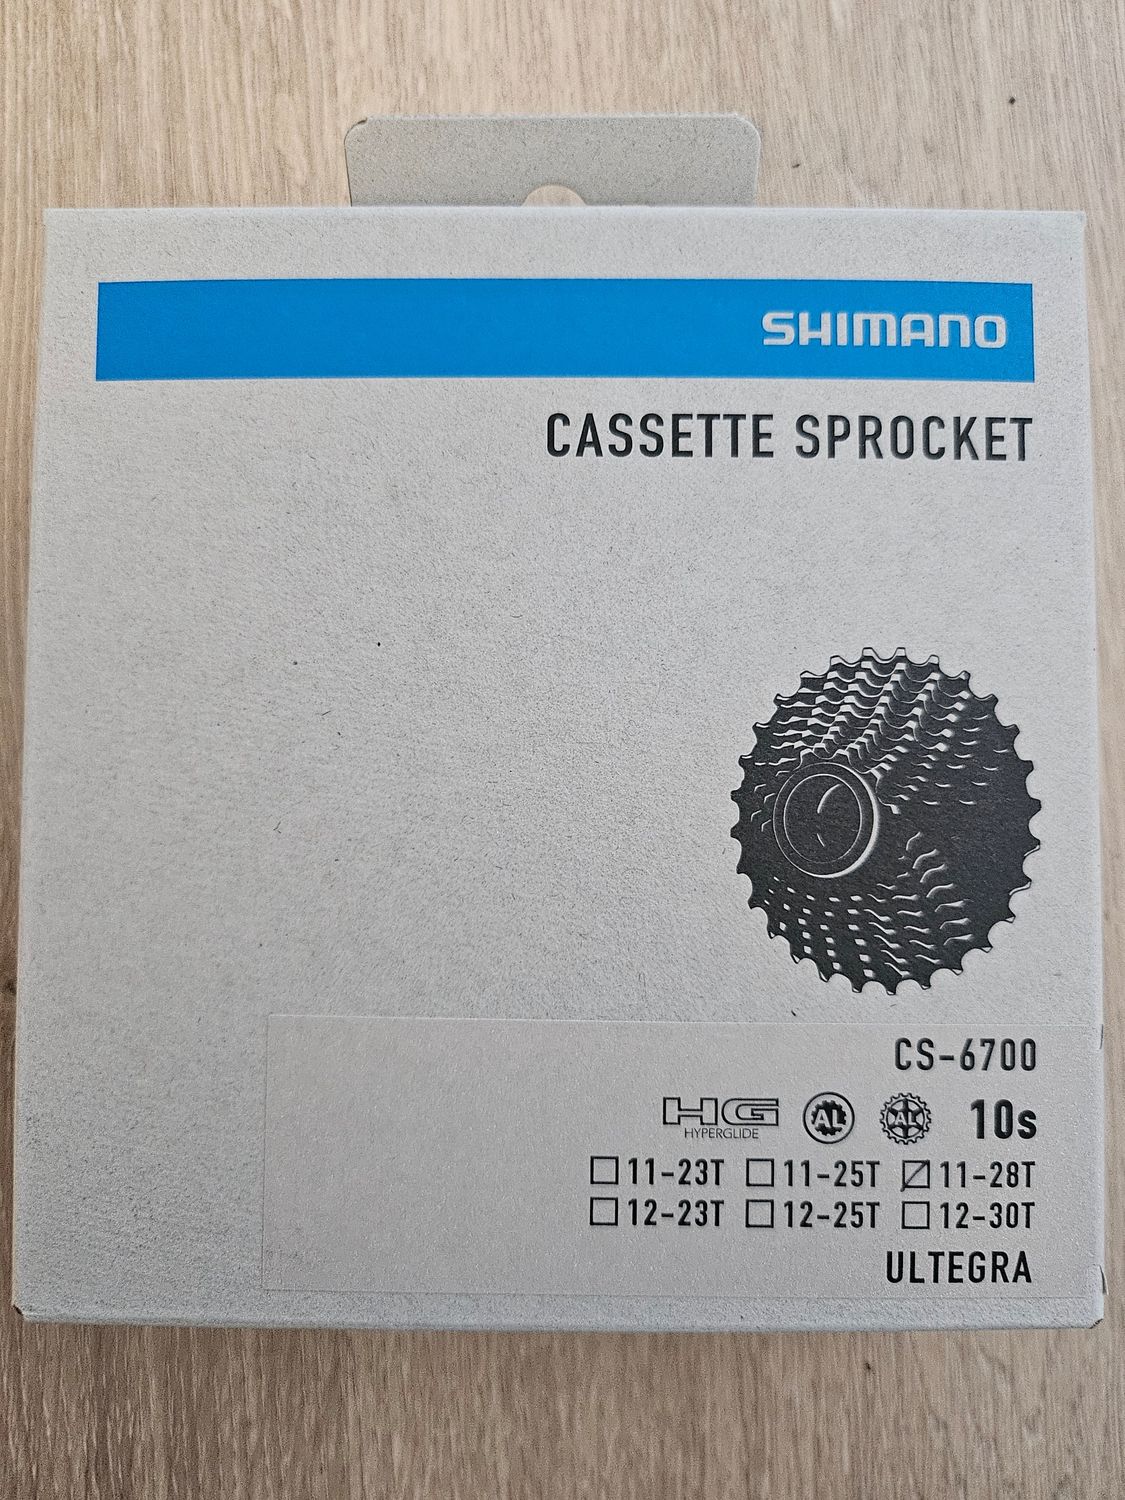 SHIMANO
CASSETTE SPROCKET
CS-6700
HG AL AL 10s
HYPERGLIDE
☐ 11-23T ☐ 11-25T ☑ 11-28T
☐ 12-23T ☐ 12-25T ☐ 12-30T
ULTEGRA